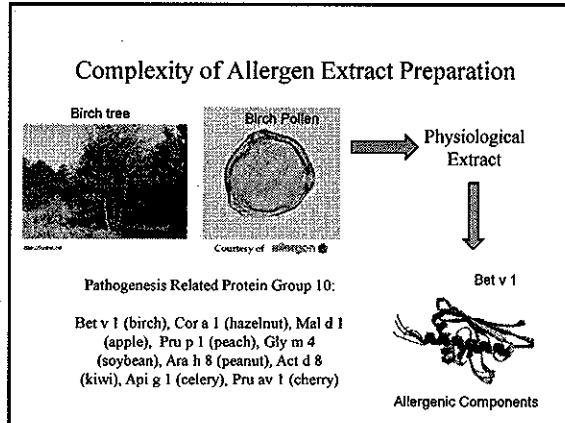 Complexity of Allergen Extract Preparation
Birch tree
Birch Pollen
Physiological
Extract
Courtesy of allergen
Pathogenesis Related Protein Group 10:
Bet v 1
Bet v 1 (birch), Cor a 1 (hazelnut), Mal d 1
(apple), Pru p 1 (peach), Gly m 4
(soybean), Ara h 8 (peanut), Act d 8
(kiwi), Api g 1 (celery), Pru av 1 (cherry)
Allergenic Components